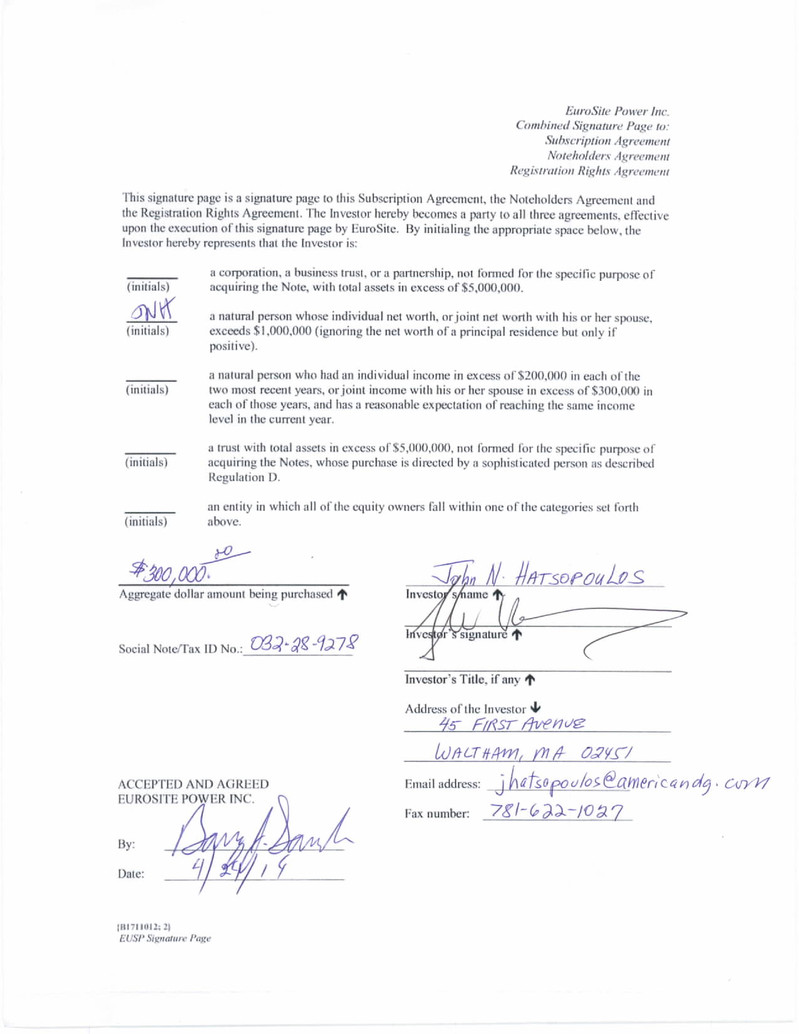 EuroSite Power Inc.
Combined Signature Page to:
Subscription Agreement
Noteholders Agreement
Registration Rights Agreement
This signature page is a signature page to this Subscription Agreement, the Noteholders Agreement and
the Registration Rights Agreement. The Investor hereby becomes a party to all three agreements, effective
upon the execution of this signature page by EuroSite. By initialing the appropriate space below, the
Investor hereby represents that the Investor is:
a corporation, a business trust, or a partnership, not formed for the specific purpose of
(initials) acquiring the Note, with total assets in excess of $5,000,000.
JNH
a natural person whose individual net worth, or joint net worth with his or her spouse,
(initials) exceeds $1,000,000 (ignoring the net worth of a principal residence but only if
positive).
a natural person who had an individual income in excess of $200,000 in each of the
(initials) two most recent years, or joint income with his or her spouse in excess of $300,000 in
each of those years, and has a reasonable expectation of reaching the same income
level in the current year.
a trust with total assets in excess of $5,000,000, not formed for the specific purpose of
(initials) acquiring the Notes, whose purchase is directed by a sophisticated person as described
Regulation D.
an entity in which all of the equity owners fall within one of the categories set forth
(initials) above.
$300,000.
Aggregate dollar amount being purchased ↑
Social Note/Tax ID No.: 032-28-9278
John N. HATSOPOULOS
Investor's name ↑
Investor's signature ↑
Investor's Title, if any ↑
Address of the Investor ↓
45 FIRST AvenUe
WALTHAM, MA 02451
Email address: jhatsopoulos@americandg.com
Fax number: 781-622-1027
ACCEPTED AND AGREED
EUROSITE POWER INC.
By:
Date: 4/24/14
{B1711012; 2}
EUSP Signature Page